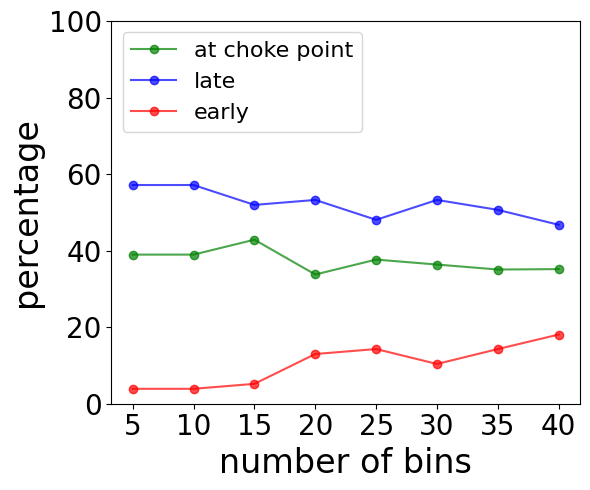 at choke point
late
early
percentage
100
80
60
40
20
0
5 10 15 20 25 30 35 40
number of bins